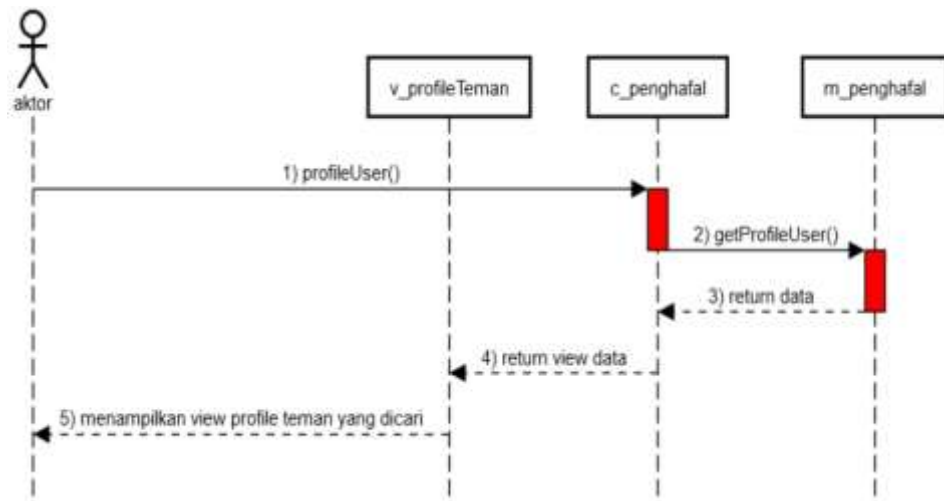 aktor
v_profileTeman
c_penghafal
m_penghafal
1) profileUser()
2) getProfileUser()
3) return data
4) return view data
5) menampilkan view profile teman yang dicari